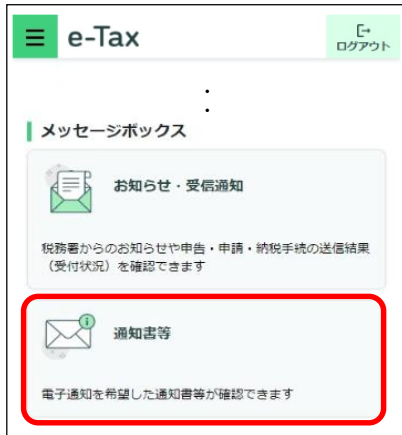 e-Tax
ログアウト
メッセージボックス
お知らせ・受信通知
税務署からのお知らせや申告・申請・納税手続の送信結果
（受付状況）を確認できます
通知書等
電子通知を希望した通知書等が確認できます